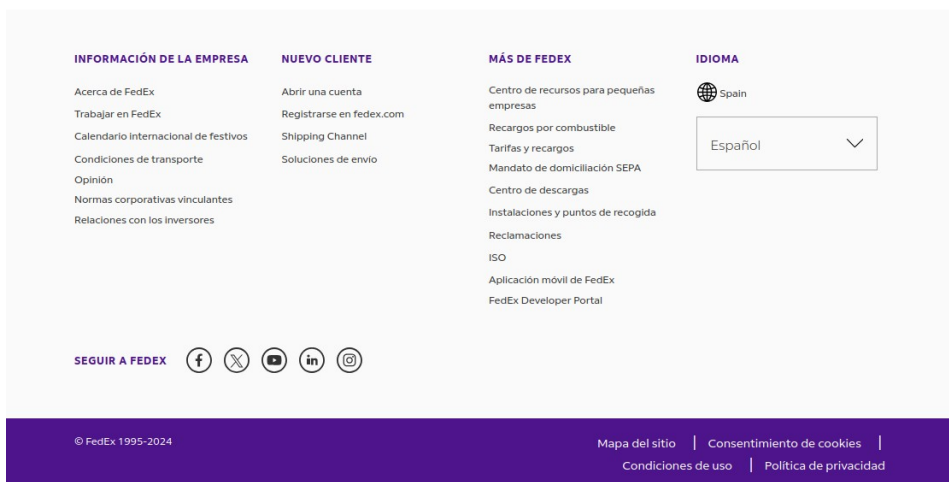 INFORMACIÓN DE LA EMPRESA
Acerca de FedEx
Trabajar en FedEx
Calendario internacional de festivos
Condiciones de transporte
Opinión
Normas corporativas vinculantes
Relaciones con los inversores
NUEVO CLIENTE
Abrir una cuenta
Registrarse en fedex.com
Shipping Channel
Soluciones de envío
MÁS DE FEDEX
Centro de recursos para pequeñas
empresas
Recargos por combustible
Tarifas y recargos
Mandato de domiciliación SEPA
Centro de descargas
Instalaciones y puntos de recogida
Reclamaciones
ISO
Aplicación móvil de FedEx
FedEx Developer Portal
IDIOMA
Spain
Español
SEGUIR A FEDEX
© FedEx 1995-2024
Mapa del sitio | Consentimiento de cookies |
Condiciones de uso | Política de privacidad